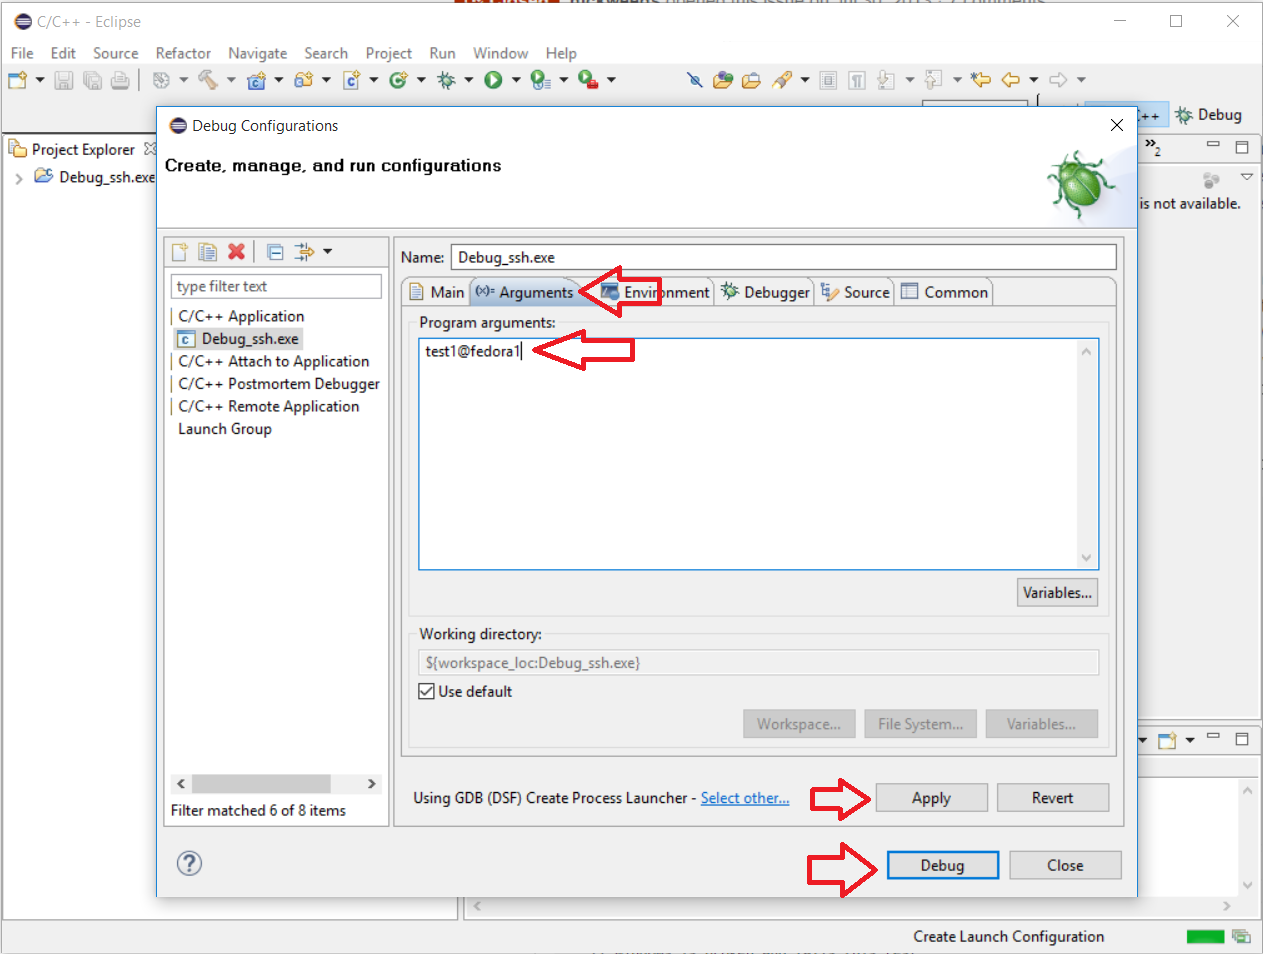 C/C++ - Eclipse
File Edit Source Refactor Navigate Search Project Run Window Help
Debug
Project Explorer
Debug_ssh.exe
is not available.
Debug Configurations
Create, manage, and run configurations
type filter text
C/C++ Application
Debug_ssh.exe
C/C++ Attach to Application
C/C++ Postmortem Debugger
C/C++ Remote Application
Launch Group
Filter matched 6 of 8 items
Name: Debug_ssh.exe
Main (x)= Arguments Environment Debugger Source Common
Program arguments:
test1@fedora1
Variables...
Working directory:
${workspace_loc:Debug_ssh.exe}
Use default
Workspace... File System... Variables...
Using GDB (DSF) Create Process Launcher - Select other...
Apply Revert
Debug Close
Create Launch Configuration